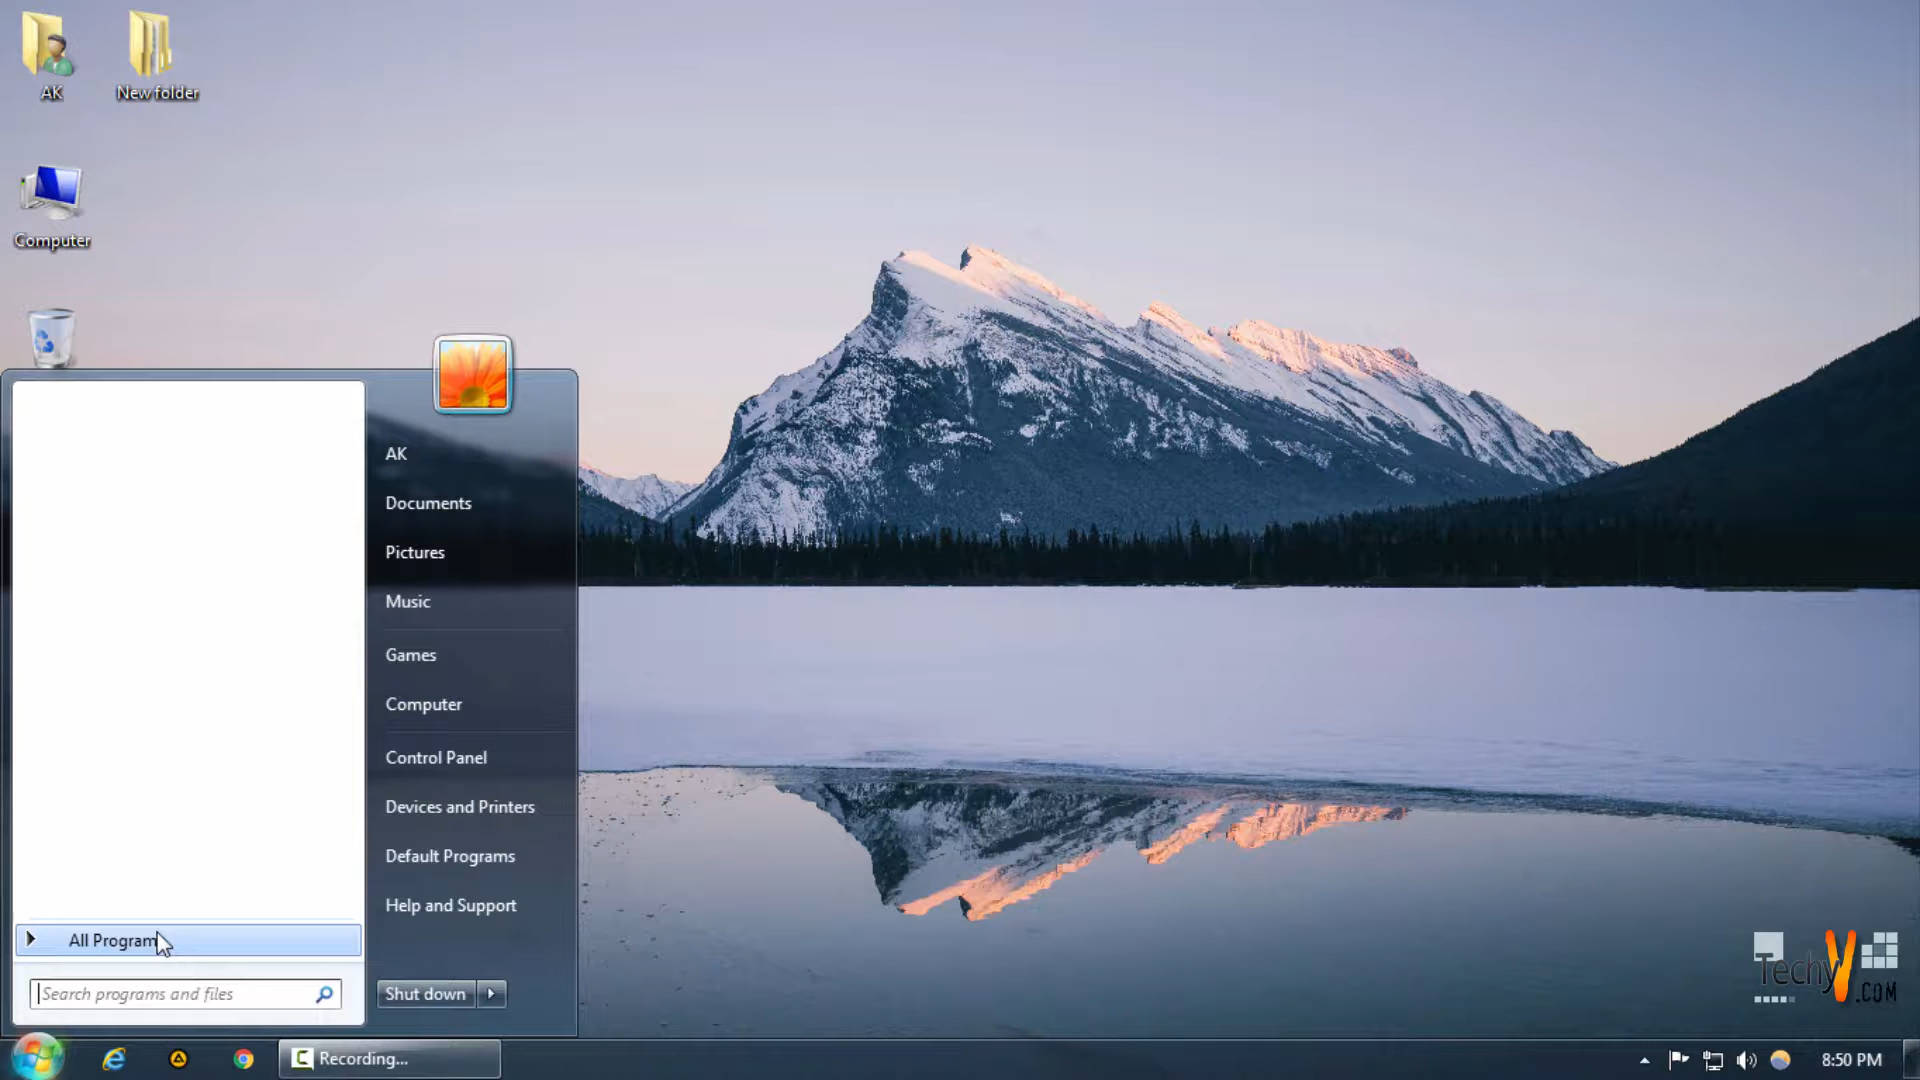 AK
New folder
Computer
AK
Documents
Pictures
Music
Games
Computer
Control Panel
Devices and Printers
Default Programs
Help and Support
All Program
Search programs and files
Shut down
Recording...
8:50 PM
TechyV.COM